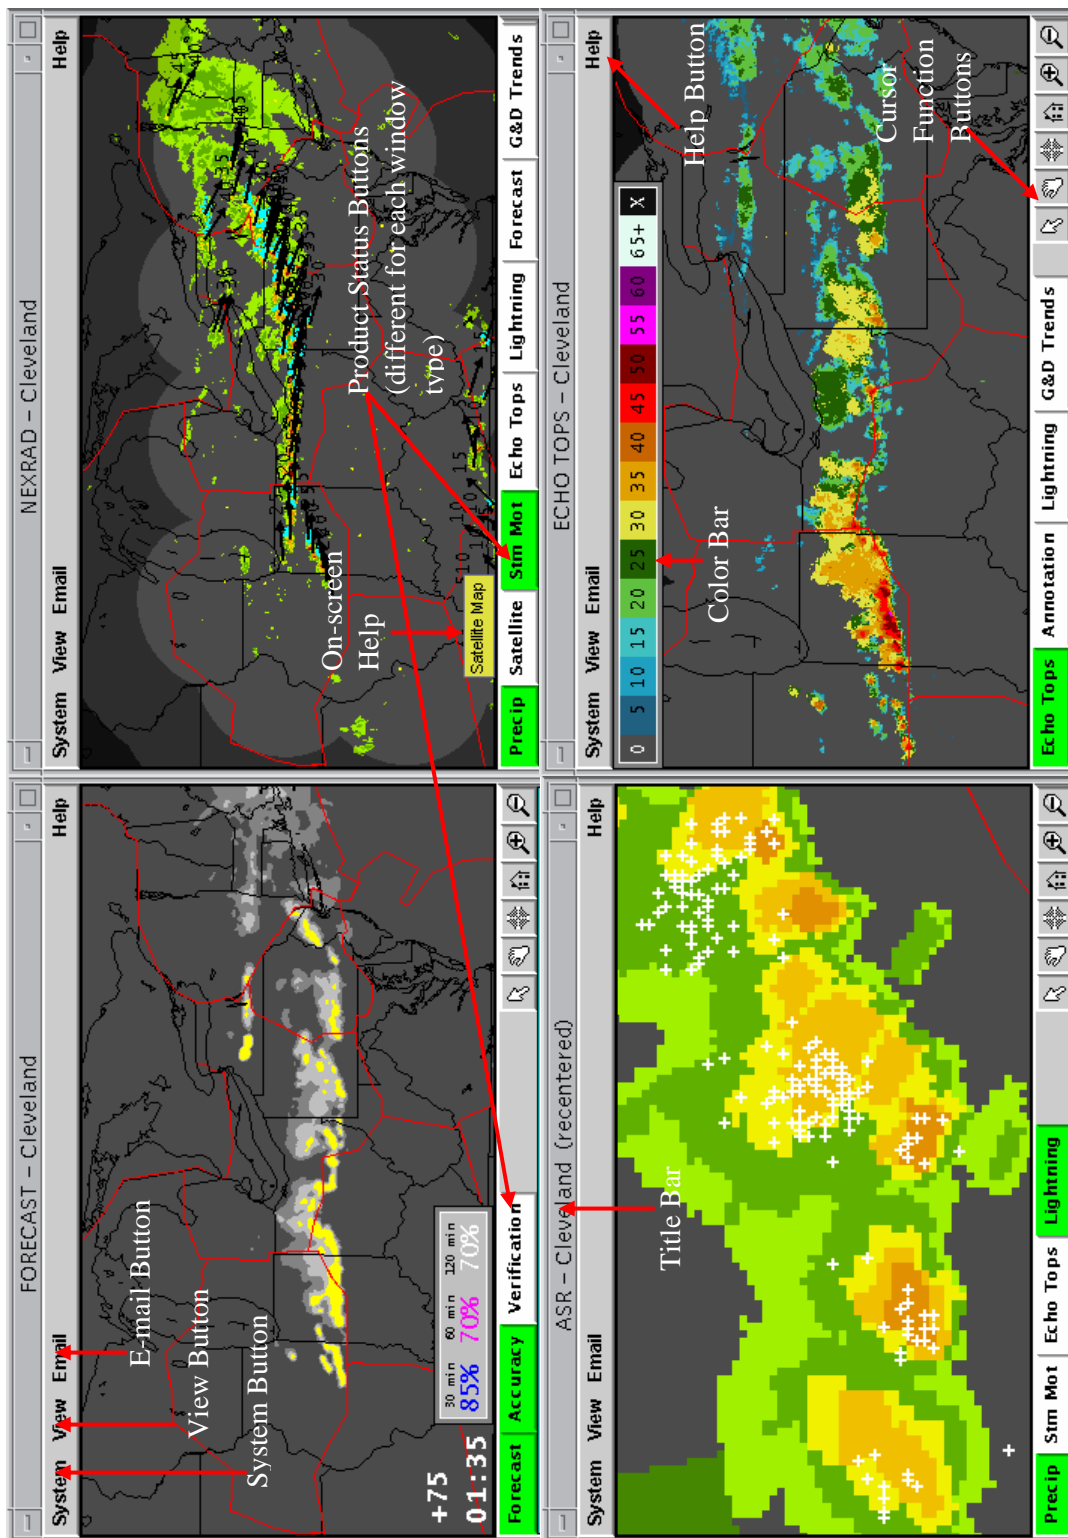 FORECAST – Cleveland
System View Email Help
E-mail Button
View Button
System Button
30 min 60 min 120 min
85% 70% 70%
+75
01:35
Forecast Accuracy Verification
NEXRAD – Cleveland
System View Email Help
On-screen
Help
Satellite Map
Product Status Buttons
(different for each window
type)
Precip Satellite Stm Mot Echo Tops Lightning Forecast G&D Trends
ASR – Cleveland (recentered)
System View Email Help
Title Bar
Precip Stm Mot Echo Tops Lightning
ECHO TOPS – Cleveland
System View Email Help
0 5 10 15 20 25 30 35 40 45 50 55 60 65+ X
Color Bar
Help Button
Cursor
Function
Buttons
Echo Tops Annotation Lightning G&D Trends